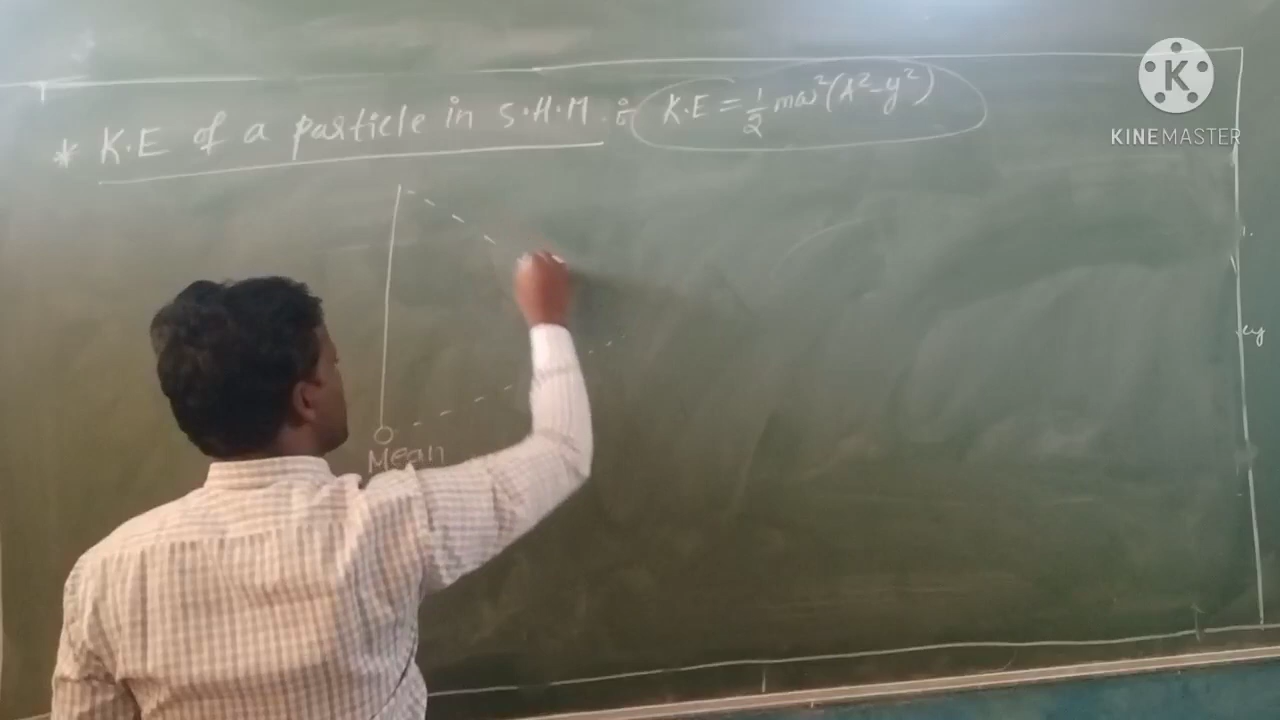 * K.E of a particle in S.H.M :- K.E = 1/2 mω²(A²-y²)
KINEMASTER
Mean